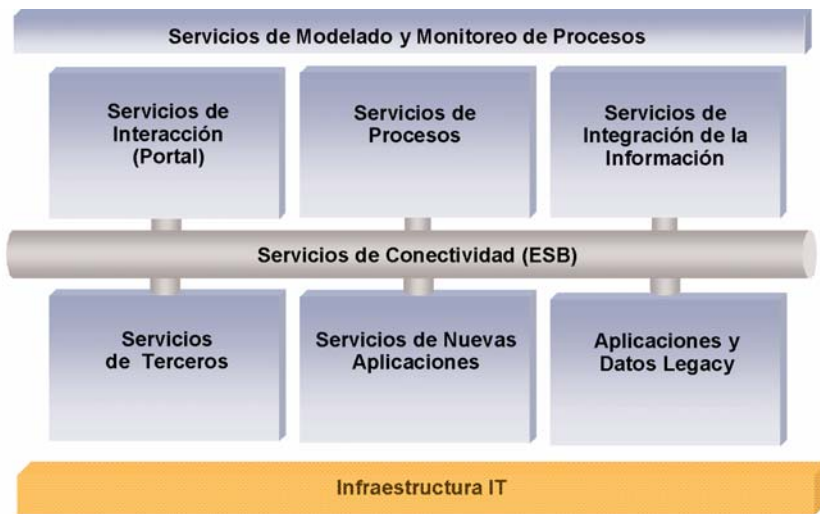 Servicios de Modelado y Monitoreo de Procesos
Servicios de
Interacción
(Portal)
Servicios de
Procesos
Servicios de
Integración de la
Información
Servicios de Conectividad (ESB)
Servicios
de Terceros
Servicios de Nuevas
Aplicaciones
Aplicaciones y
Datos Legacy
Infraestructura IT